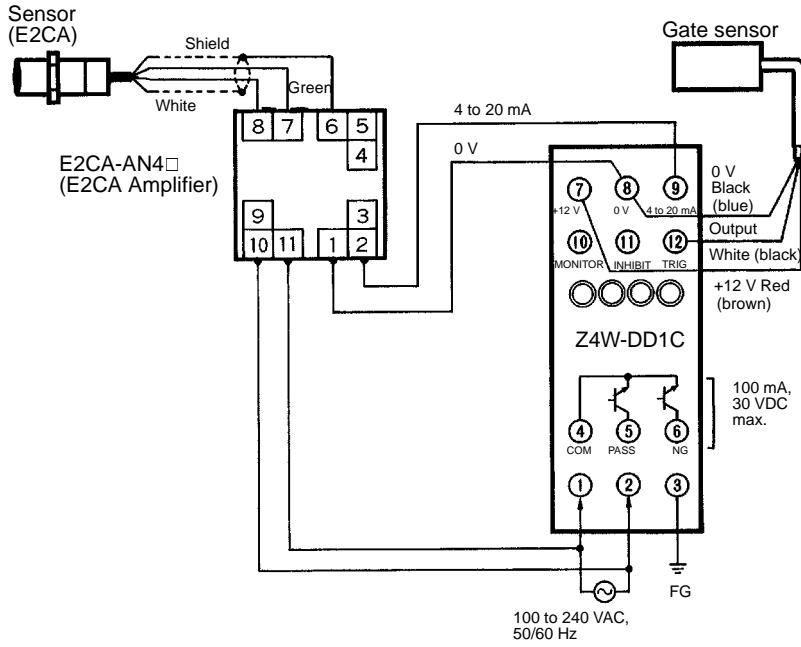 Sensor
(E2CA)
Shield
Green
White
Gate sensor
8 7 6 5
4
E2CA-AN4□
(E2CA Amplifier)
9 3
10 11 1 2
4 to 20 mA
0 V
7 8 9
+12 V 0 V 4 to 20 mA
10 11 12
MONITOR INHIBIT TRIG
0 V
Black
(blue)
Output
White (black)
+12 V Red
(brown)
Z4W-DD1C
100 mA,
30 VDC
max.
4 5 6
COM PASS NG
1 2 3
FG
100 to 240 VAC,
50/60 Hz